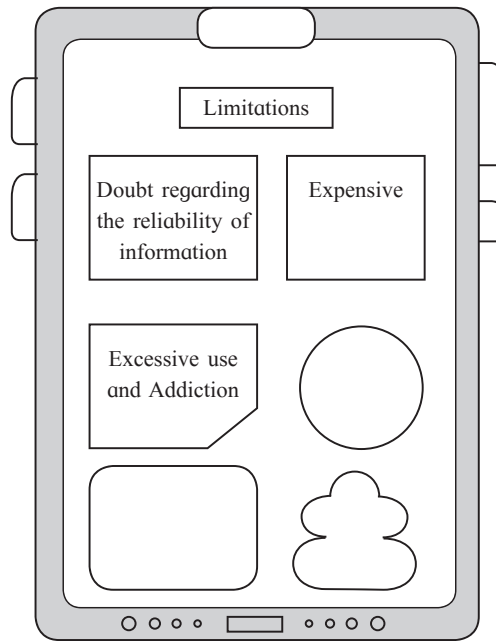 Limitations
Doubt regarding
the reliability of
information
Expensive
Excessive use
and Addiction